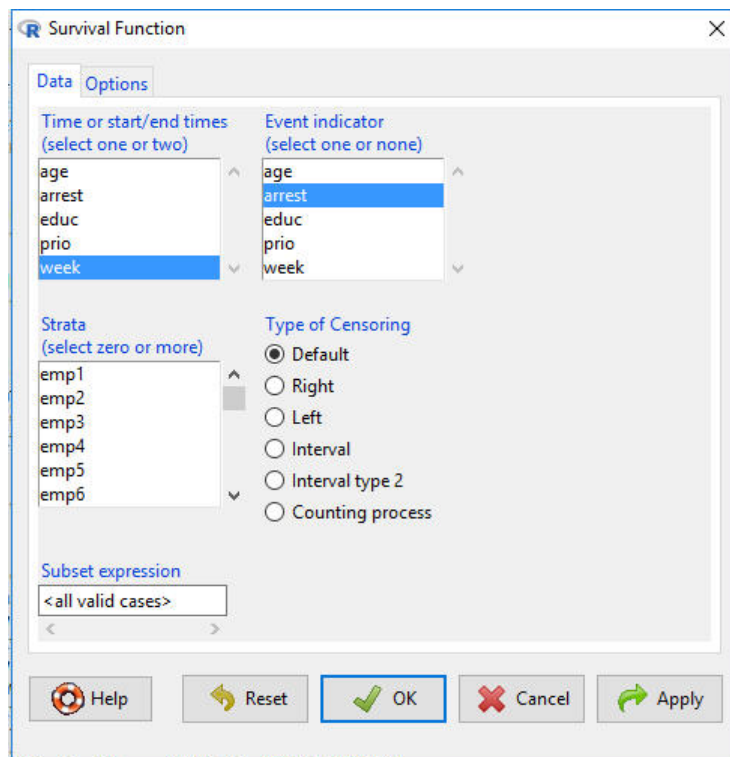 Survival Function
Data Options
Time or start/end times
(select one or two)
age
arrest
educ
prio
week
Event indicator
(select one or none)
age
arrest
educ
prio
week
Strata
(select zero or more)
emp1
emp2
emp3
emp4
emp5
emp6
Type of Censoring
Default
Right
Left
Interval
Interval type 2
Counting process
Subset expression
<all valid cases>
Help Reset OK Cancel Apply